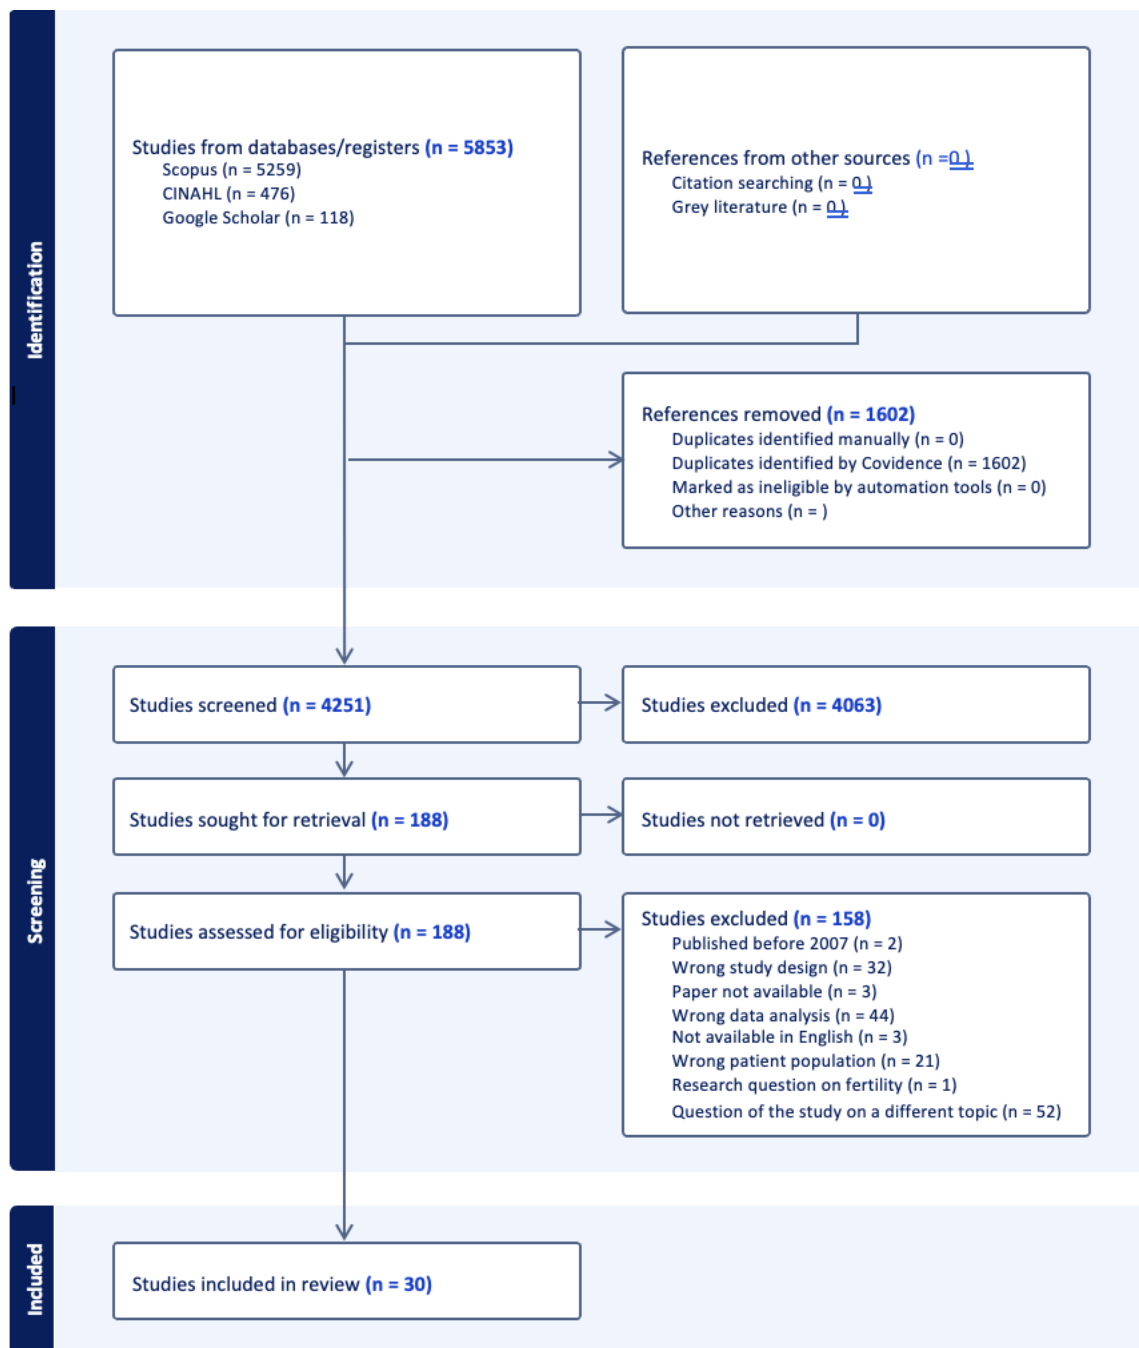 Identification
Studies from databases/registers (n = 5853)
Scopus (n = 5259)
CINAHL (n = 476)
Google Scholar (n = 118)
References from other sources (n =0 )
Citation searching (n = 0 )
Grey literature (n = 0 )
References removed (n = 1602)
Duplicates identified manually (n = 0)
Duplicates identified by Covidence (n = 1602)
Marked as ineligible by automation tools (n = 0)
Other reasons (n = )
Screening
Studies screened (n = 4251)
Studies excluded (n = 4063)
Studies sought for retrieval (n = 188)
Studies not retrieved (n = 0)
Studies assessed for eligibility (n = 188)
Studies excluded (n = 158)
Published before 2007 (n = 2)
Wrong study design (n = 32)
Paper not available (n = 3)
Wrong data analysis (n = 44)
Not available in English (n = 3)
Wrong patient population (n = 21)
Research question on fertility (n = 1)
Question of the study on a different topic (n = 52)
Included
Studies included in review (n = 30)